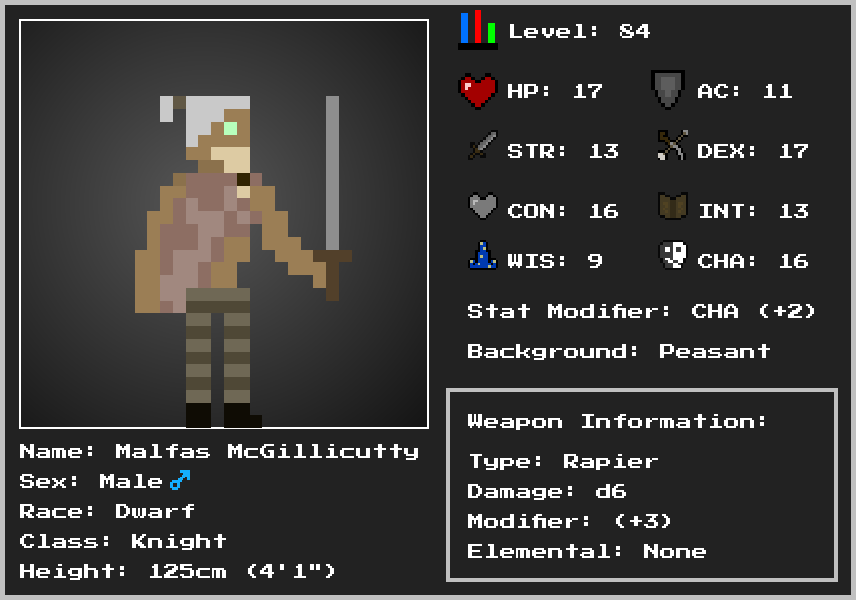 Level: 84
HP: 17 AC: 11
STR: 13 DEX: 17
CON: 16 INT: 13
WIS: 9 CHA: 16
Stat Modifier: CHA (+2)
Background: Peasant
Weapon Information:
Type: Rapier
Damage: d6
Modifier: (+3)
Elemental: None
Name: Malfas McGillicutty
Sex: Male ♂
Race: Dwarf
Class: Knight
Height: 125cm (4'1")